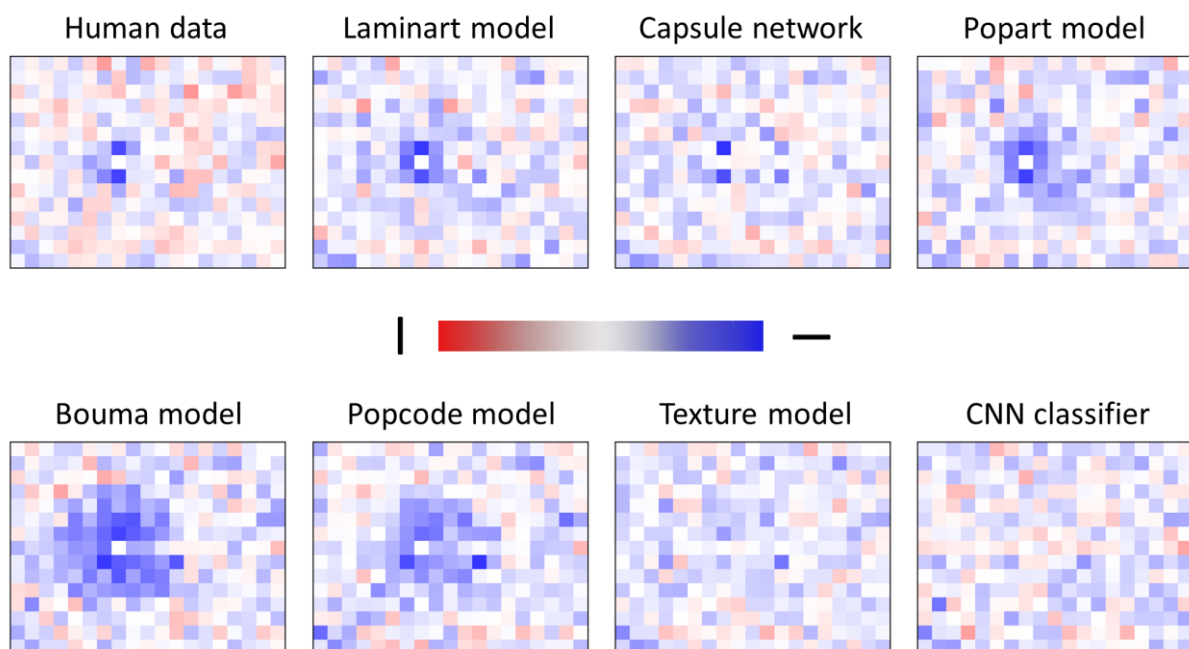 Human data
Laminart model
Capsule network
Popart model
Bouma model
Popcode model
Texture model
CNN classifier